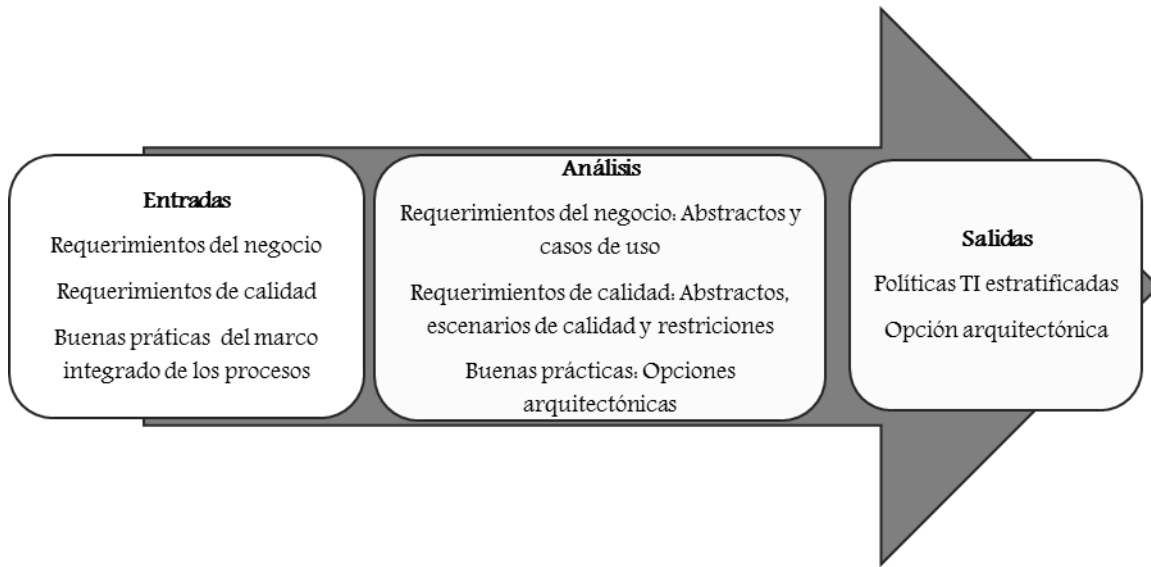 Entradas
Requerimientos del negocio
Requerimientos de calidad
Buenas práticas del marco
integrado de los procesos
Análisis
Requerimientos del negocio: Abstractos y
casos de uso
Requerimientos de calidad: Abstractos,
escenarios de calidad y restriciones
Buenas prácticas: Opciones
arquitectónicas
Salidas
Políticas TI estratificadas
Opción arquitectónica